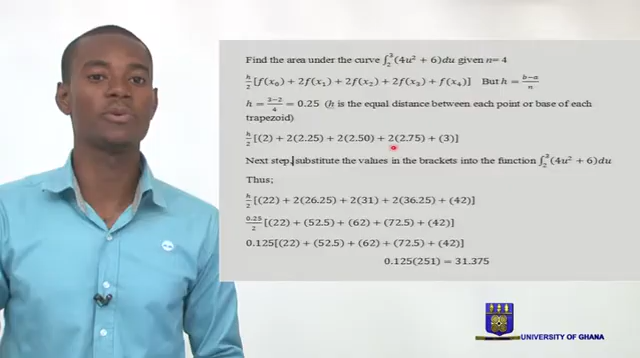 Find the area under the curve ∫₂³(4u² + 6)du given n= 4
h/2[f(x₀) + 2f(x₁) + 2f(x₂) + 2f(x₃) + f(x₄)]  But h = b−a/n
h = 3−2/4 = 0.25 (h is the equal distance between each point or base of each
trapezoid)
h/2[(2) + 2(2.25) + 2(2.50) + 2(2.75) + (3)]
Next step, substitute the values in the brackets into the function ∫₂³(4u² + 6)du
Thus;
h/2[(22) + 2(26.25) + 2(31) + 2(36.25) + (42)]
0.25/2[(22) + (52.5) + (62) + (72.5) + (42)]
0.125[(22) + (52.5) + (62) + (72.5) + (42)]
0.125(251) = 31.375
UNIVERSITY OF GHANA